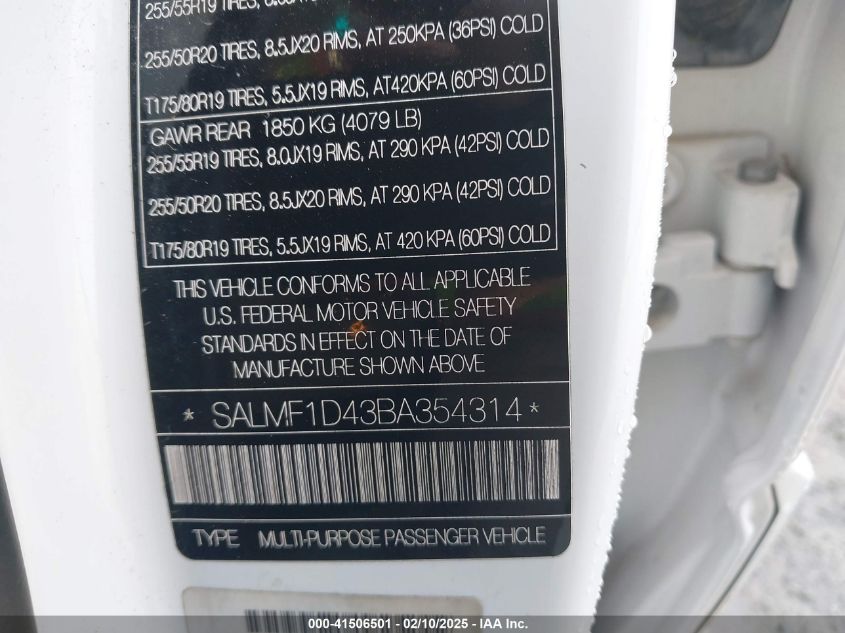 255/55R19 TIRES,
255/50R20 TIRES, 8.5JX20 RIMS, AT 250KPA (36PSI) COLD
T175/80R19 TIRES, 5.5JX19 RIMS, AT420KPA (60PSI) COLD
GAWR REAR 1850 KG (4079 LB)
255/55R19 TIRES, 8.0JX19 RIMS, AT 290 KPA (42PSI) COLD
255/50R20 TIRES, 8.5JX20 RIMS, AT 290 KPA (42PSI) COLD
T175/80R19 TIRES, 5.5JX19 RIMS, AT 420 KPA (60PSI) COLD
THIS VEHICLE CONFORMS TO ALL APPLICABLE
U.S. FEDERAL MOTOR VEHICLE SAFETY
STANDARDS IN EFFECT ON THE DATE OF
MANUFACTURE SHOWN ABOVE
* SALMF1D43BA354314 *
TYPE MULTI-PURPOSE PASSENGER VEHICLE
000-41506501 - 02/10/2025 - IAA Inc.